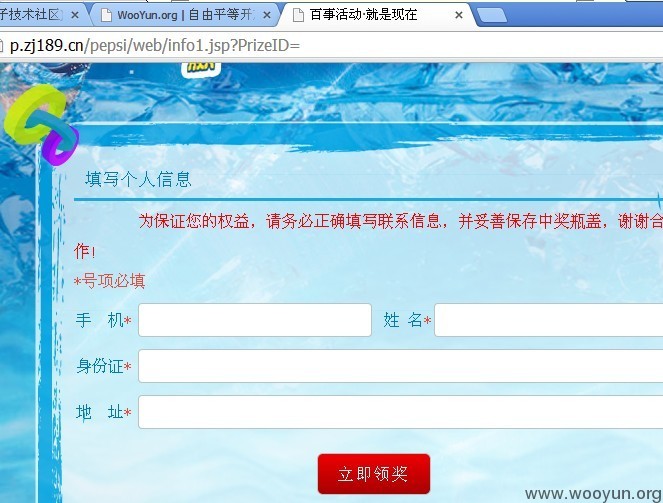 子技术社区
WooYun.org | 自由平等开
百事活动·就是现在
p.zj189.cn/pepsi/web/info1.jsp?PrizeID=
填写个人信息
为保证您的权益，请务必正确填写联系信息，并妥善保存中奖瓶盖，谢谢合
作！
*号项必填
手 机* 姓 名*
身份证*
地 址*
立即领奖
www.wooyun.org